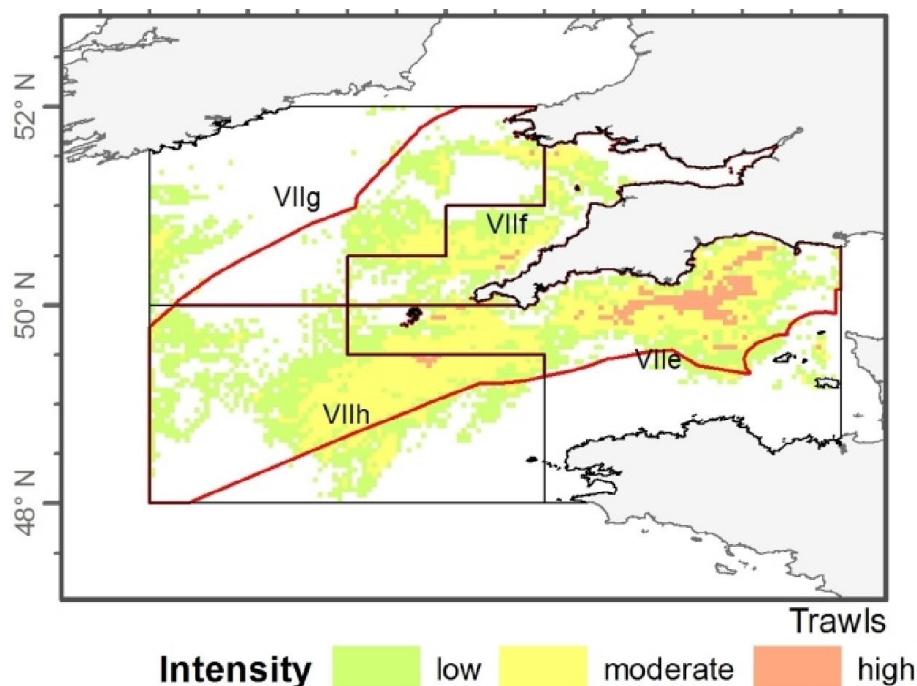 52° N
VIIg
VIIf
50° N
VIIe
VIIh
48° N
Trawls
Intensity low moderate high